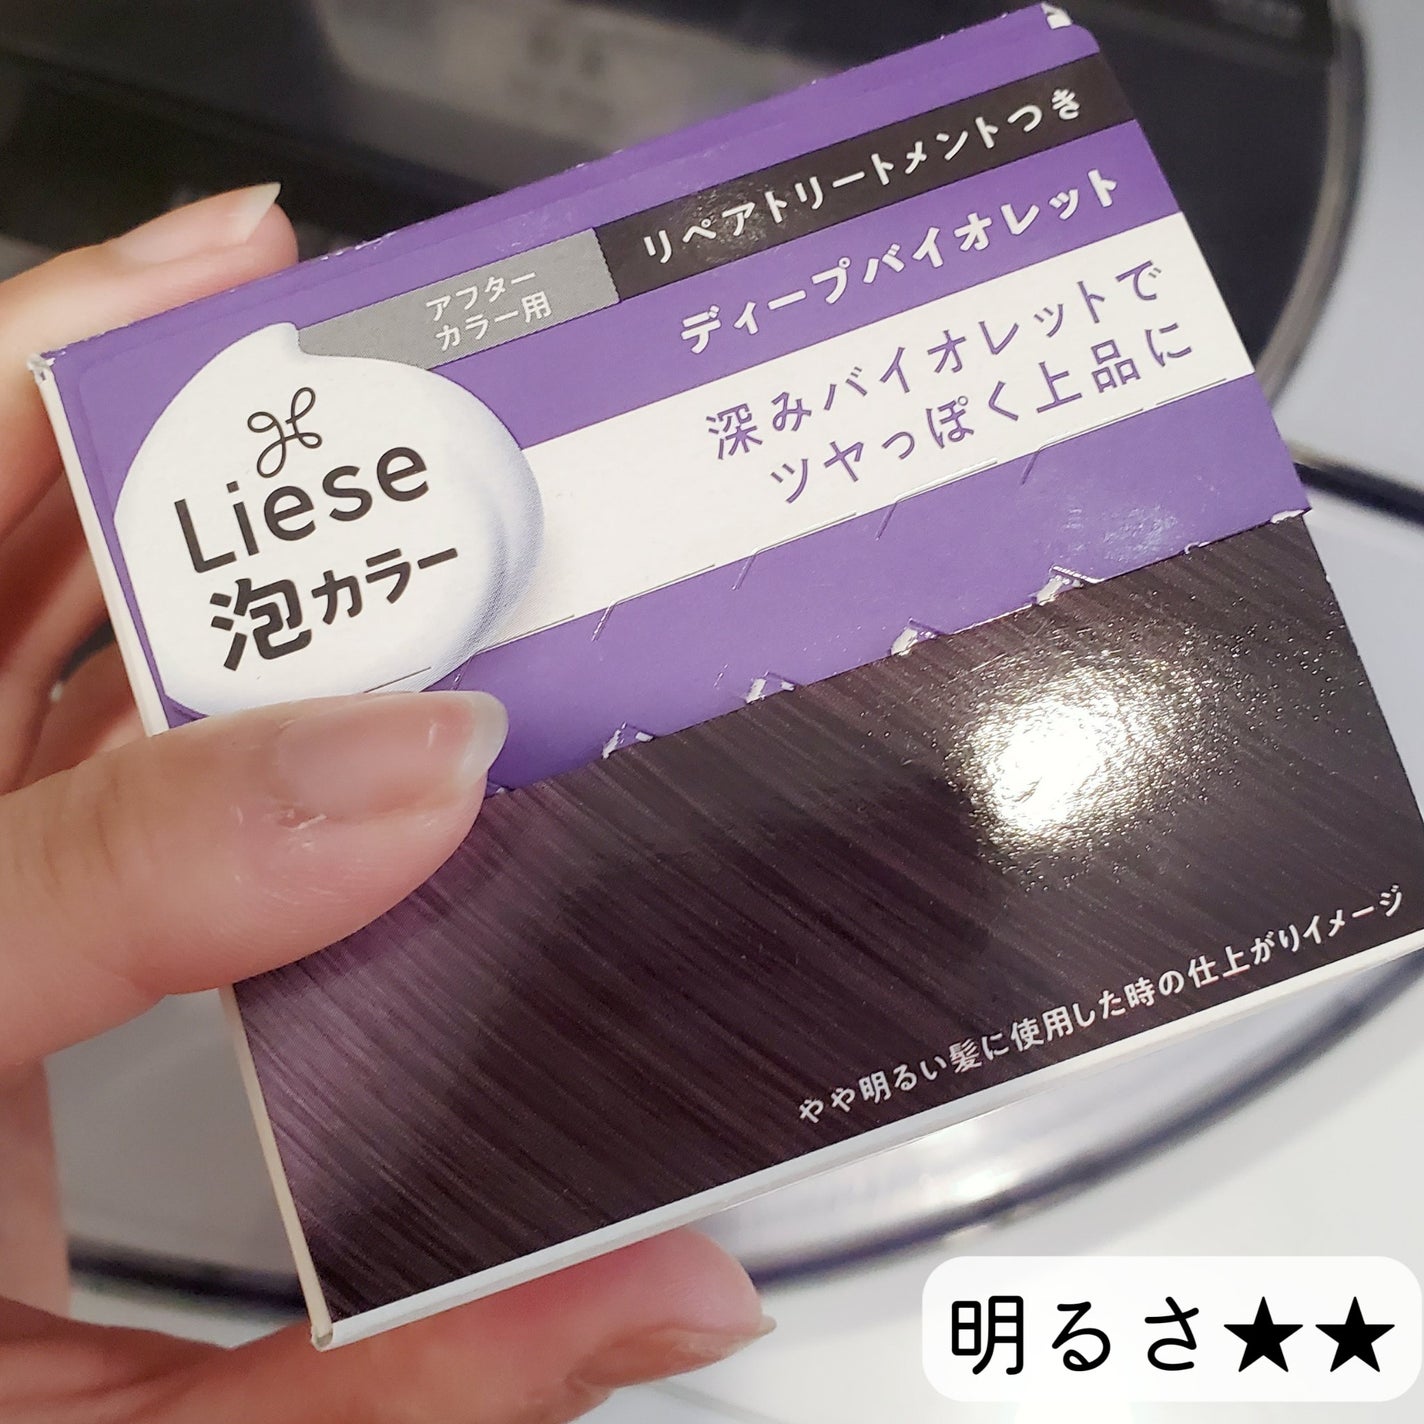 リペアトリートメントつき
アフター
カラー用
ディープバイオレット
深みバイオレットで
ツヤっぽく上品に
Liese
泡カラー
やや明るい髪に使用した時の仕上がりイメージ
明るさ★★